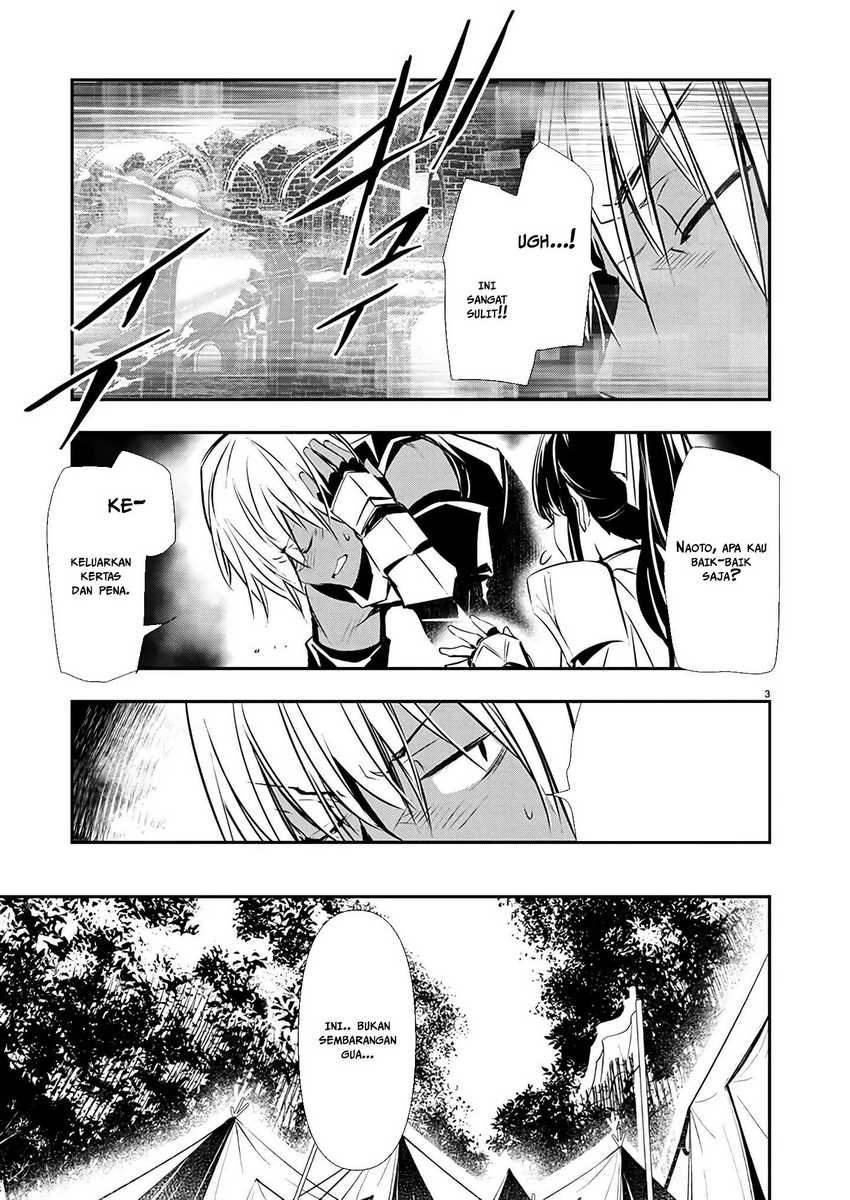 UGH...!
INI
SANGAT
SULIT!!
NAOTO, APA KAU
BAIK-BAIK
SAJA?
KE-
KELUARKAN
KERTAS
DAN PENA.
3
INI.. BUKAN
SEMBARANGAN
GUA...